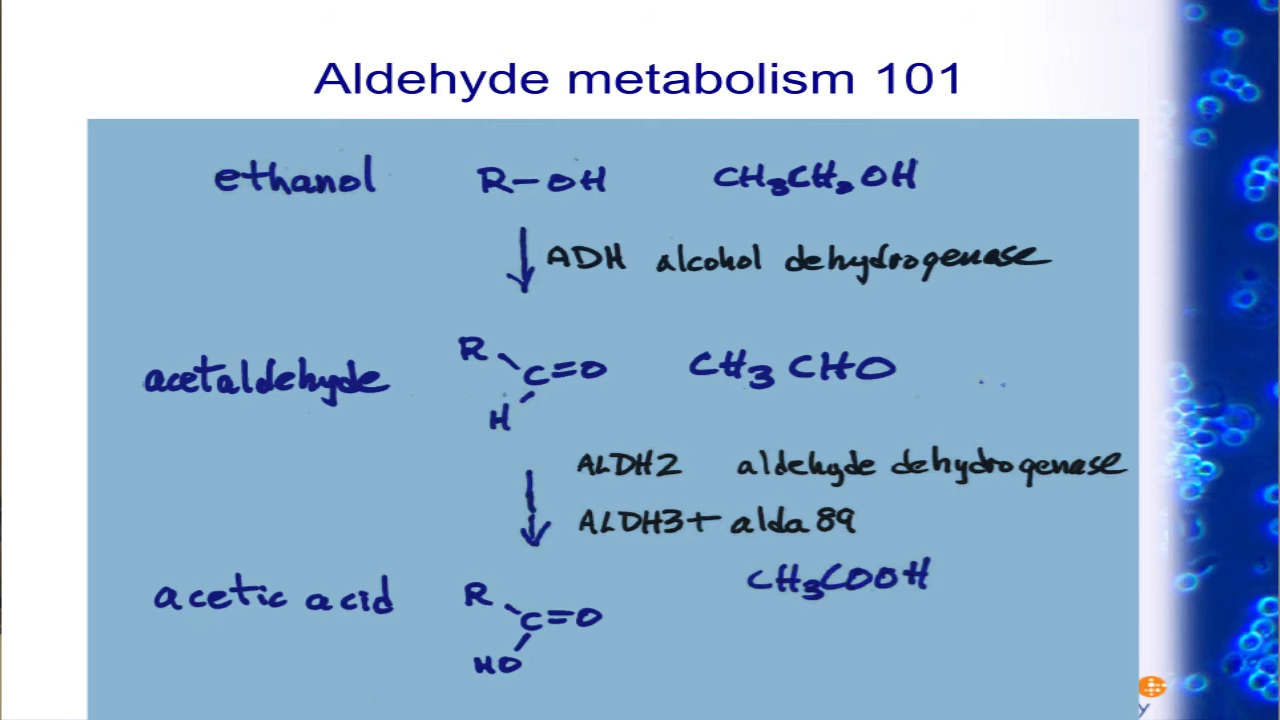 Aldehyde metabolism 101
ethanol R-OH CH₃CH₂OH
ADH alcohol dehydrogenase
acetaldehyde R C=O H CH₃CHO
ALDH2 aldehyde dehydrogenase
ALDH3+ alda 89
acetic acid R C=O HO CH₃COOH
y